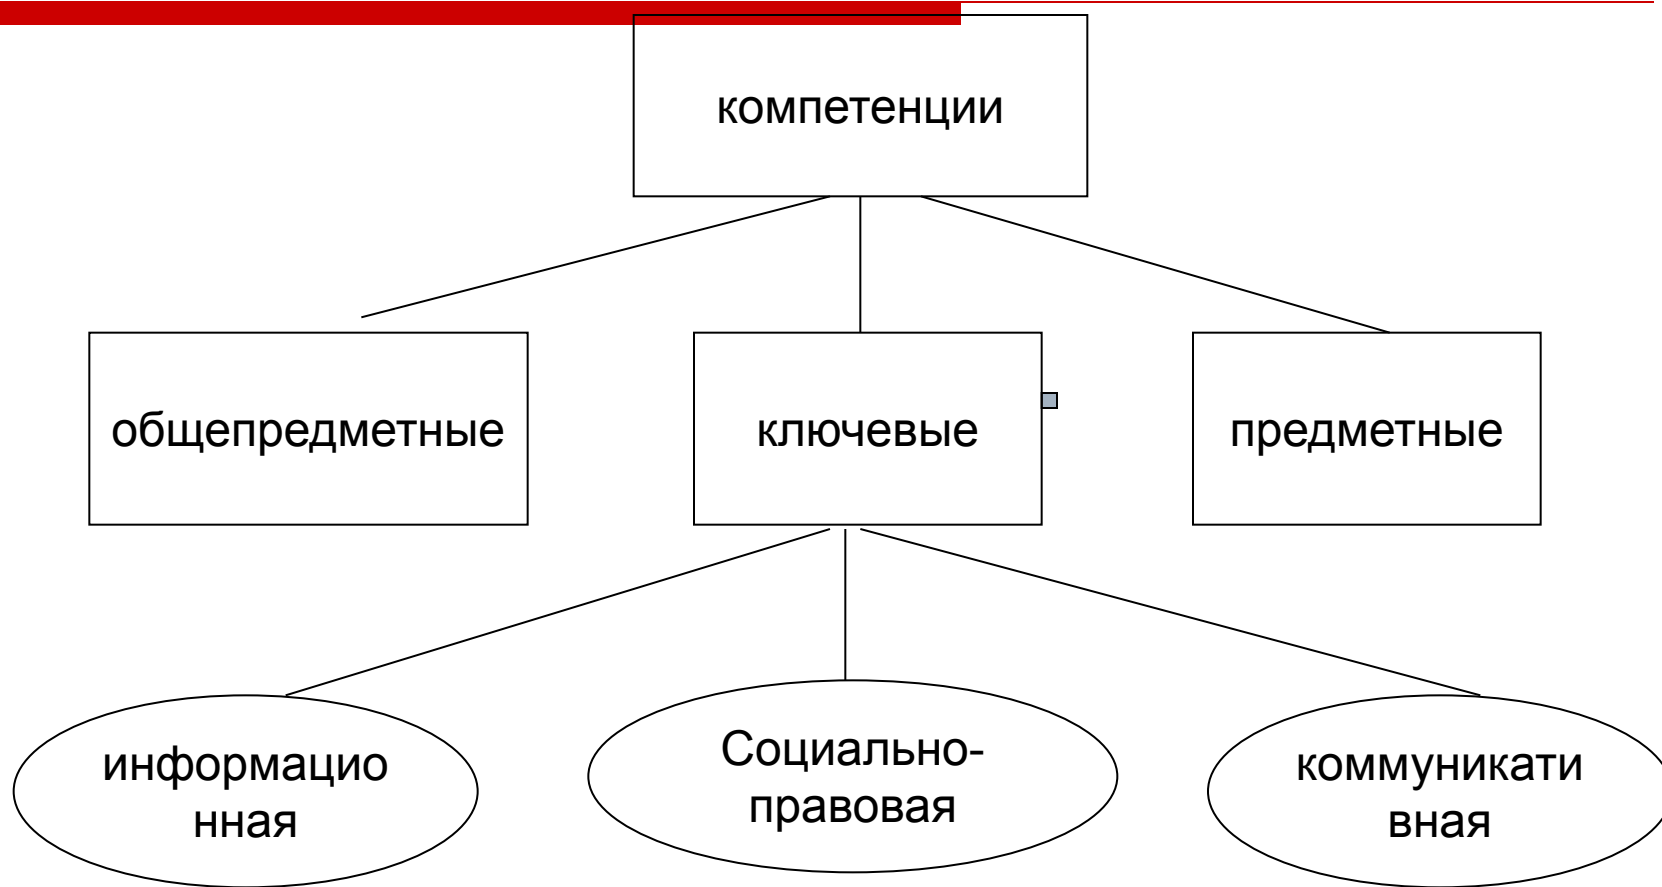 компетенции
общепредметные
ключевые
предметные
информацио
нная
Социально-
правовая
коммуникати
вная